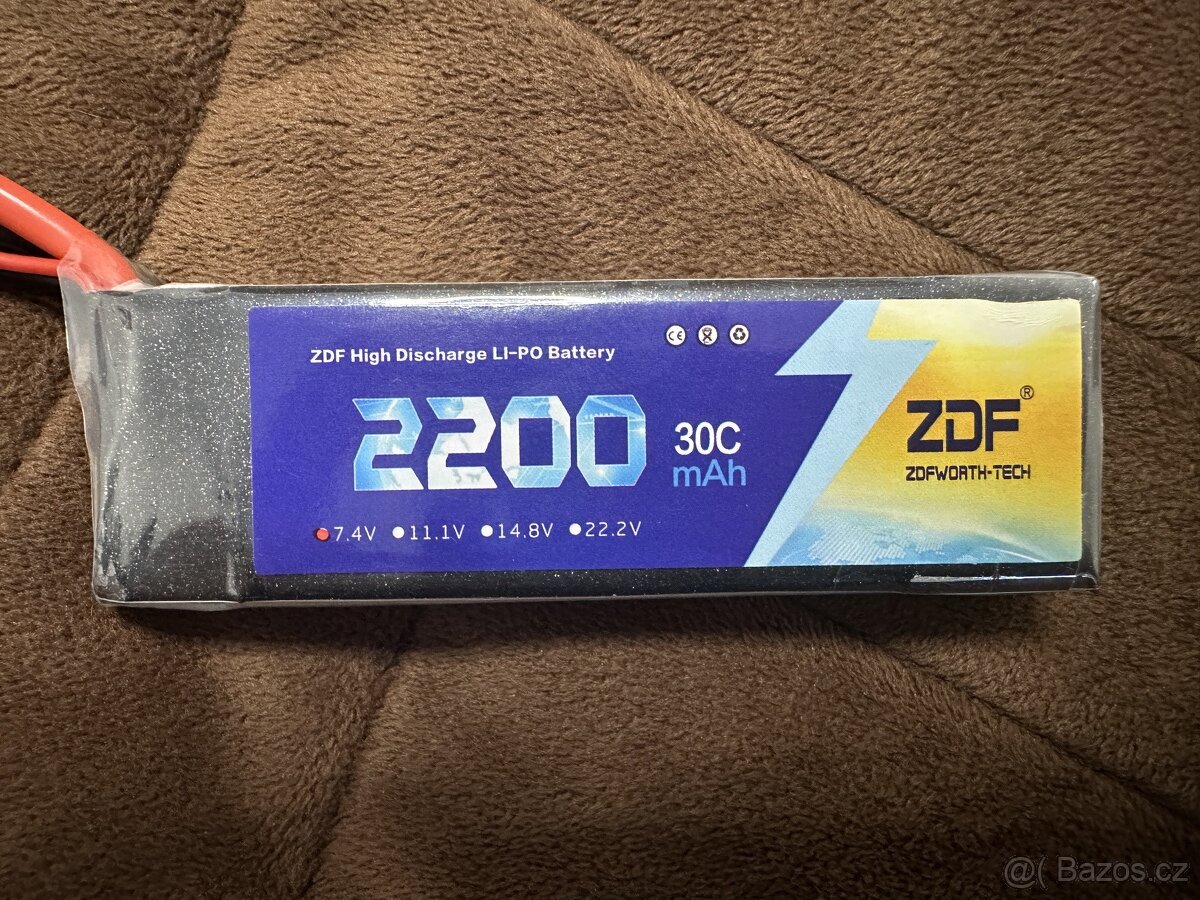 ZDF High Discharge LI-PO Battery
CE
2200 30C mAh
7.4V 11.1V 14.8V 22.2V
ZDF®
ZDFWORTH-TECH
@( Bazos.cz